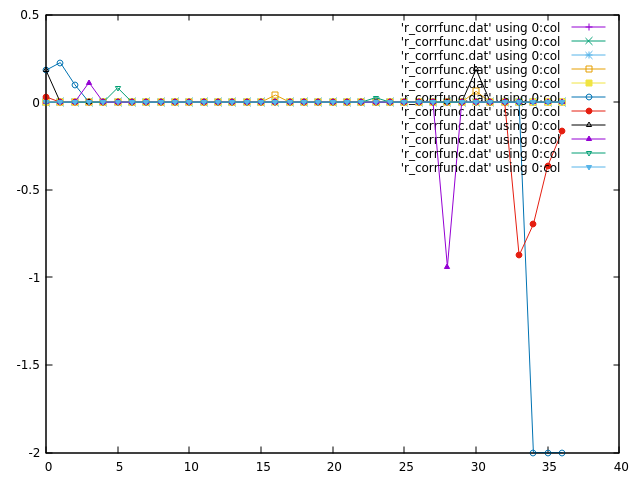 0.5
0
-0.5
-1
-1.5
-2
0 5 10 15 20 25 30 35 40
'r_corrfunc.dat' using 0:col
'r_corrfunc.dat' using 0:col
'r_corrfunc.dat' using 0:col
'r_corrfunc.dat' using 0:col
'r_corrfunc.dat' using 0:col
'r_corrfunc.dat' using 0:col
'r_corrfunc.dat' using 0:col
'r_corrfunc.dat' using 0:col
'r_corrfunc.dat' using 0:col
'r_corrfunc.dat' using 0:col
'r_corrfunc.dat' using 0:col